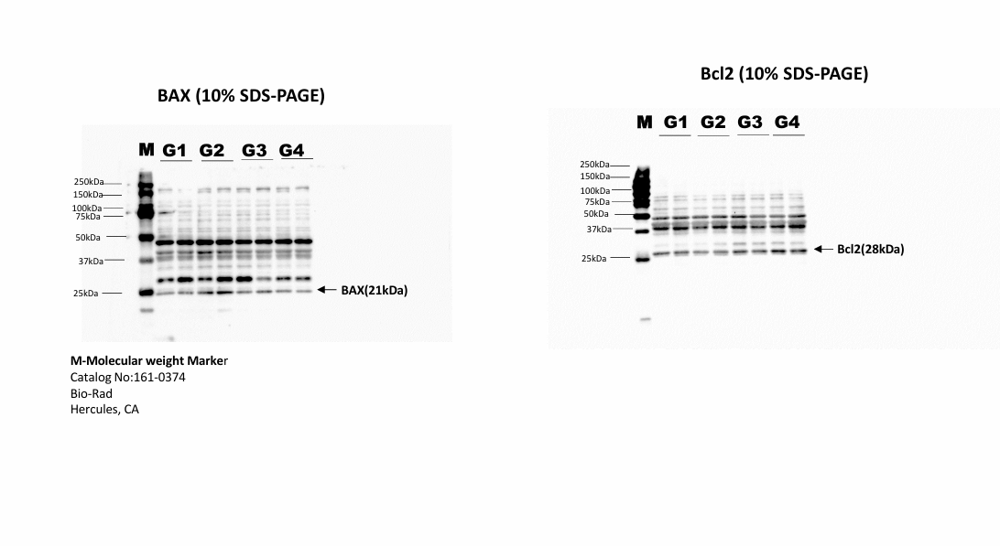 BAX (10% SDS-PAGE)
M G1 G2 G3 G4
250kDa
150kDa
100kDa
75kDa
50kDa
37kDa
25kDa
BAX(21kDa)
M-Molecular weight Marker
Catalog No:161-0374
Bio-Rad
Hercules, CA
Bcl2 (10% SDS-PAGE)
M G1 G2 G3 G4
250kDa
150kDa
100kDa
75kDa
50kDa
37kDa
25kDa
Bcl2(28kDa)